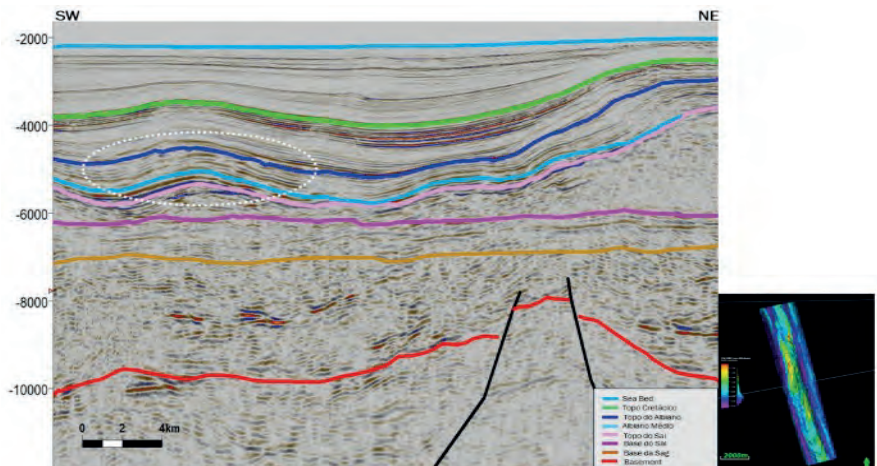 SW
NE
-2000
-4000
-6000
-8000
-10000
0 2 4km
Sea Bed
Topo Cretáceo
Topo do Albiano
Albiano Médio
Topo do Sal
Base do Sal
Base da Sag
Basement
2000m